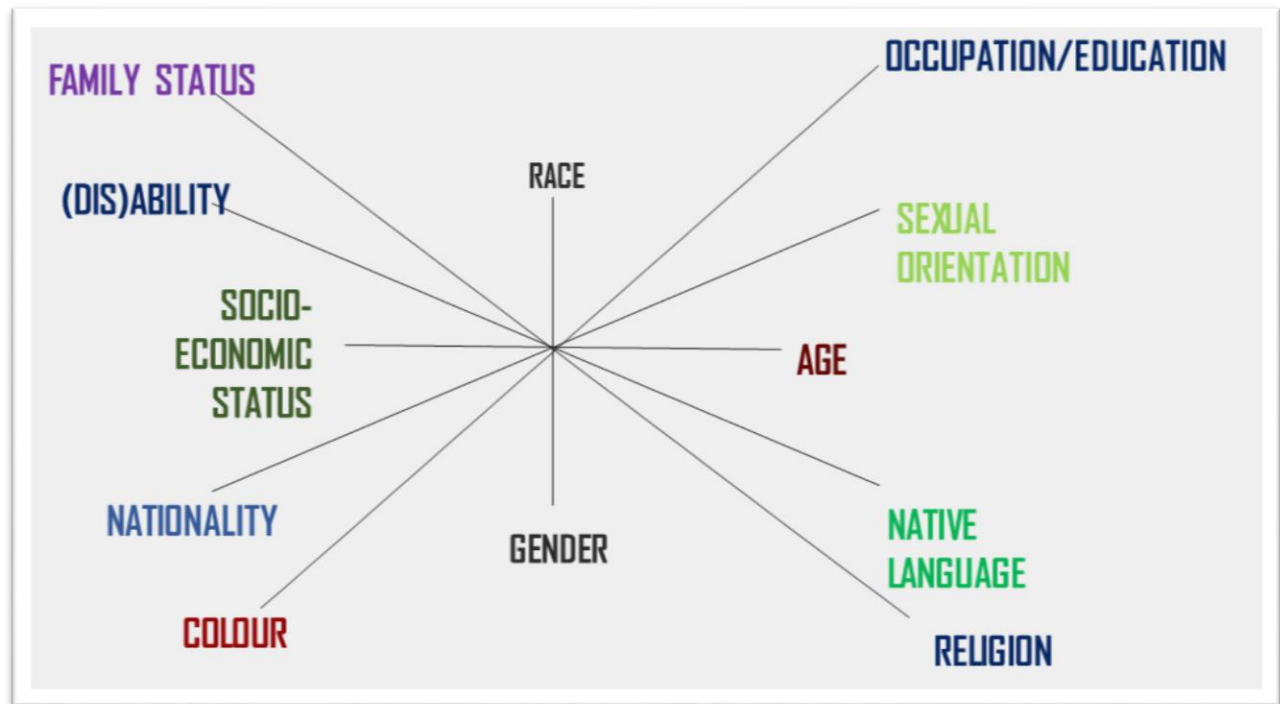 OCCUPATION/EDUCATION
FAMILY STATUS
RACE
(DIS)ABILITY
SEXUAL
ORIENTATION
SOCIO-
ECONOMIC
STATUS
AGE
NATIONALITY
NATIVE
LANGUAGE
GENDER
COLOUR
RELIGION